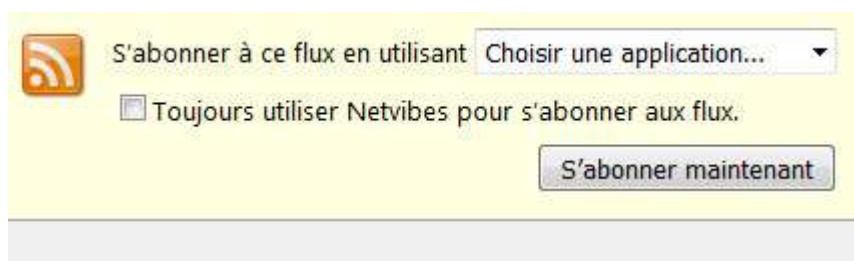 S'abonner à ce flux en utilisant Choisir une application...
Toujours utiliser Netvibes pour s'abonner aux flux.
S'abonner maintenant